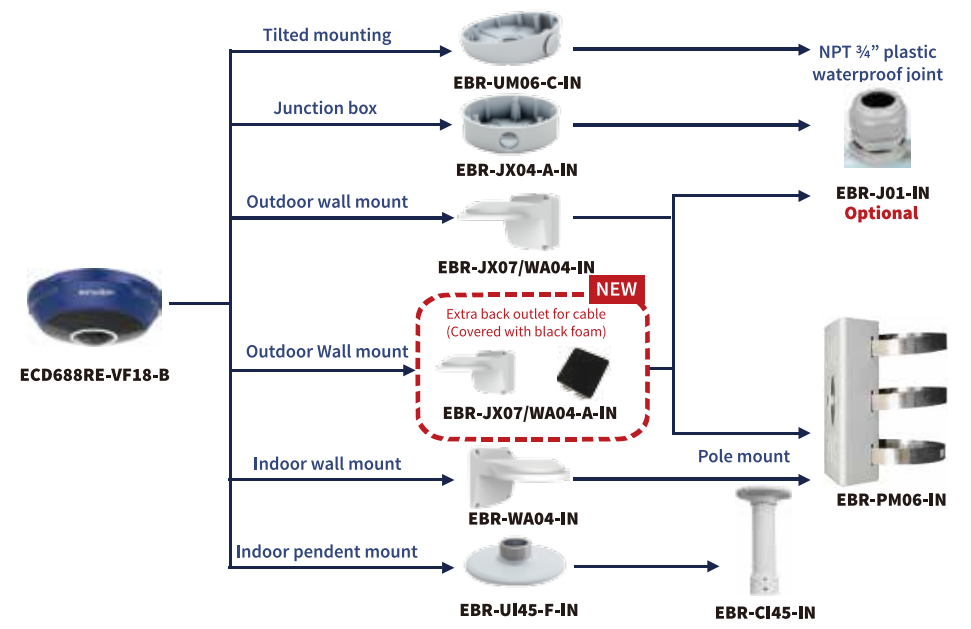 Tilted mounting
EBR-UM06-C-IN
NPT ¾” plastic
waterproof joint
Junction box
EBR-JX04-A-IN
EBR-J01-IN
Optional
Outdoor wall mount
EBR-JX07/WA04-IN
NEW
Extra back outlet for cable
(Covered with black foam)
Outdoor Wall mount
EBR-JX07/WA04-A-IN
ECD688RE-VF18-B
Indoor wall mount
EBR-WA04-IN
Pole mount
EBR-PM06-IN
Indoor pendent mount
EBR-UI45-F-IN
EBR-CI45-IN